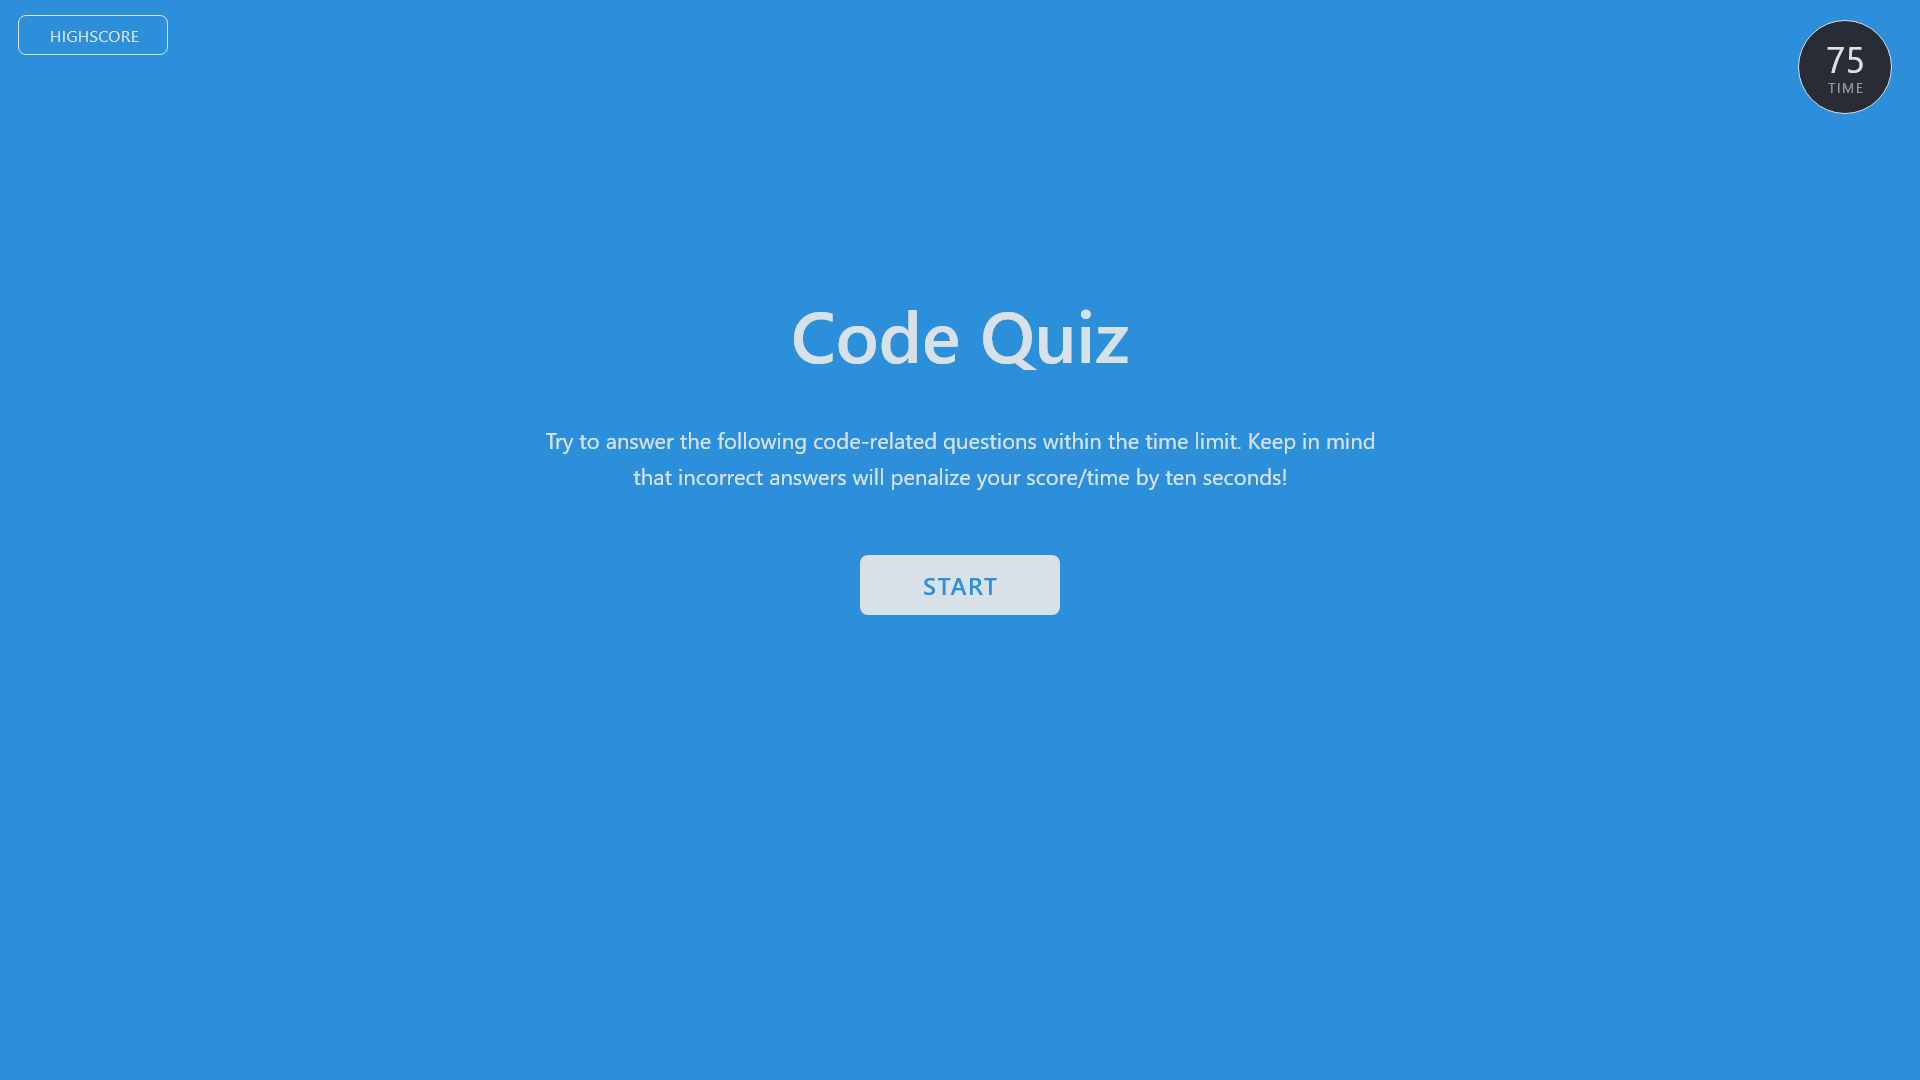 HIGHSCORE
75
TIME
Code Quiz
Try to answer the following code-related questions within the time limit. Keep in mind
that incorrect answers will penalize your score/time by ten seconds!
START